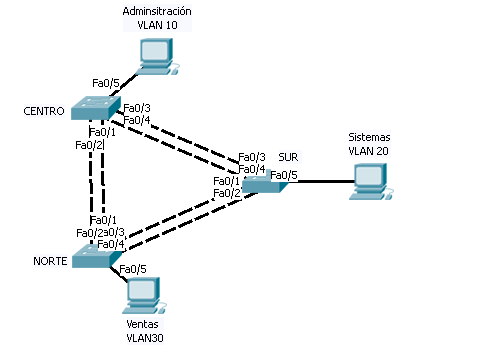 Adminsitración
VLAN 10
Fa0/5
CENTRO
Fa0/3
Fa0/4
Fa0/1
Fa0/2
Sistemas
VLAN 20
SUR
Fa0/3
Fa0/4
Fa0/5
Fa0/1
Fa0/2
Fa0/1
Fa0/2
a0/3
Fa0/4
NORTE
Fa0/5
Ventas
VLAN30